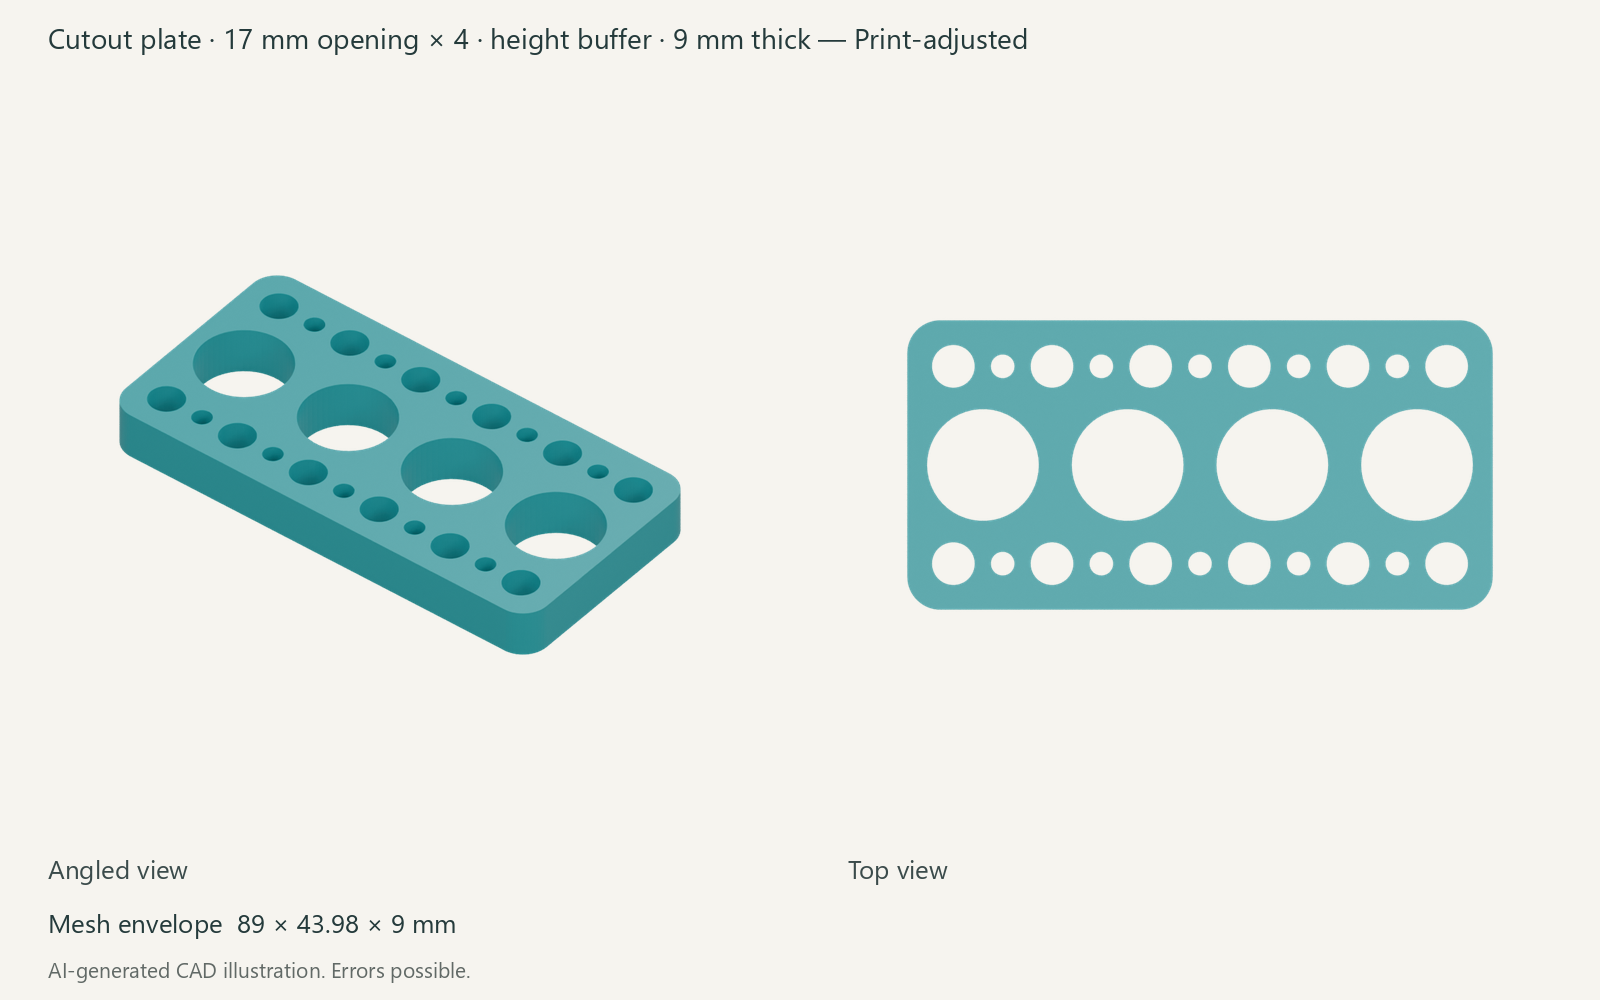 Cutout plate · 17 mm opening × 4 · height buffer · 9 mm thick — Print-adjusted
Angled view
Top view
Mesh envelope 89 × 43.98 × 9 mm
AI-generated CAD illustration. Errors possible.